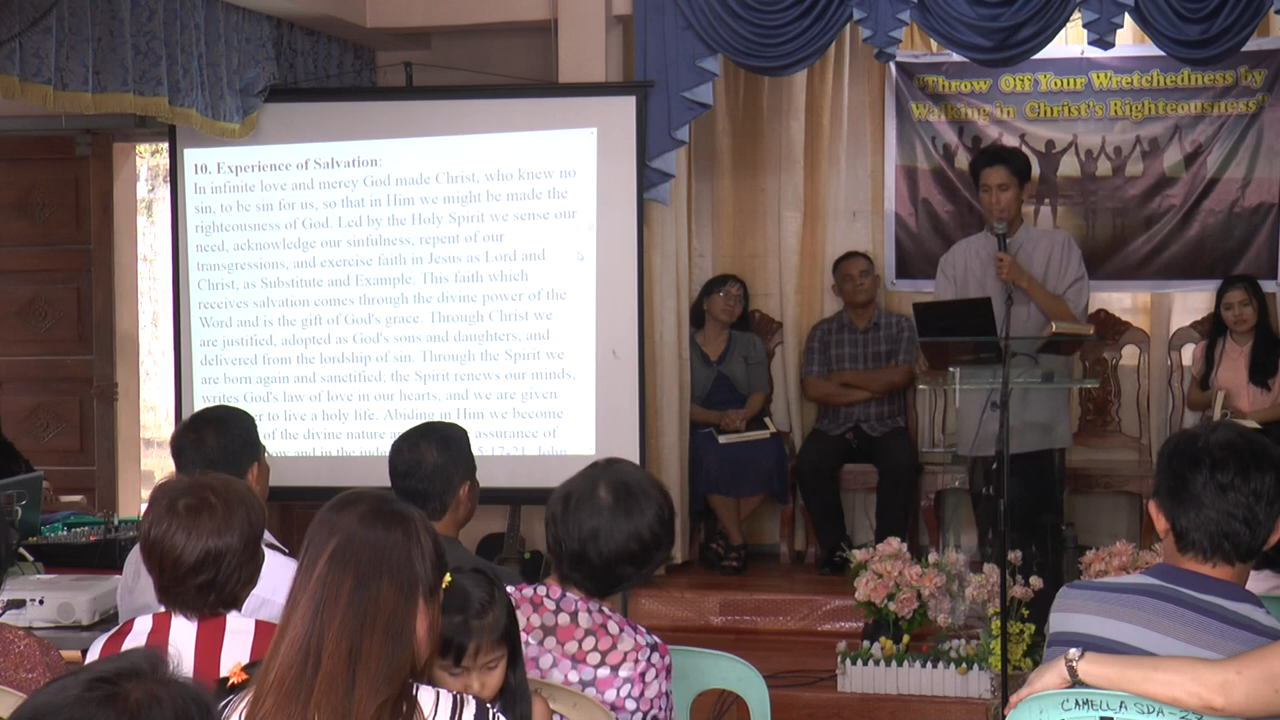 10. Experience of Salvation:
In infinite love and mercy God made Christ, who knew no
sin, to be sin for us, so that in Him we might be made the
righteousness of God. Led by the Holy Spirit we sense our
need, acknowledge our sinfulness, repent of our
transgressions, and exercise faith in Jesus as Lord and
Christ, as Substitute and Example. This faith which
receives salvation comes through the divine power of the
Word and is the gift of God's grace. Through Christ we
are justified, adopted as God's sons and daughters, and
delivered from the lordship of sin. Through the Spirit we
are born again and sanctified; the Spirit renews our minds,
writes God's law of love in our hearts, and we are given
to live a holy life. Abiding in Him we become
of the divine nature assurance of
and in the 5:17-21, John
"Throw Off Your Wretchedness by
Walking in Christ's Righteousness"
CAMELLA SDA